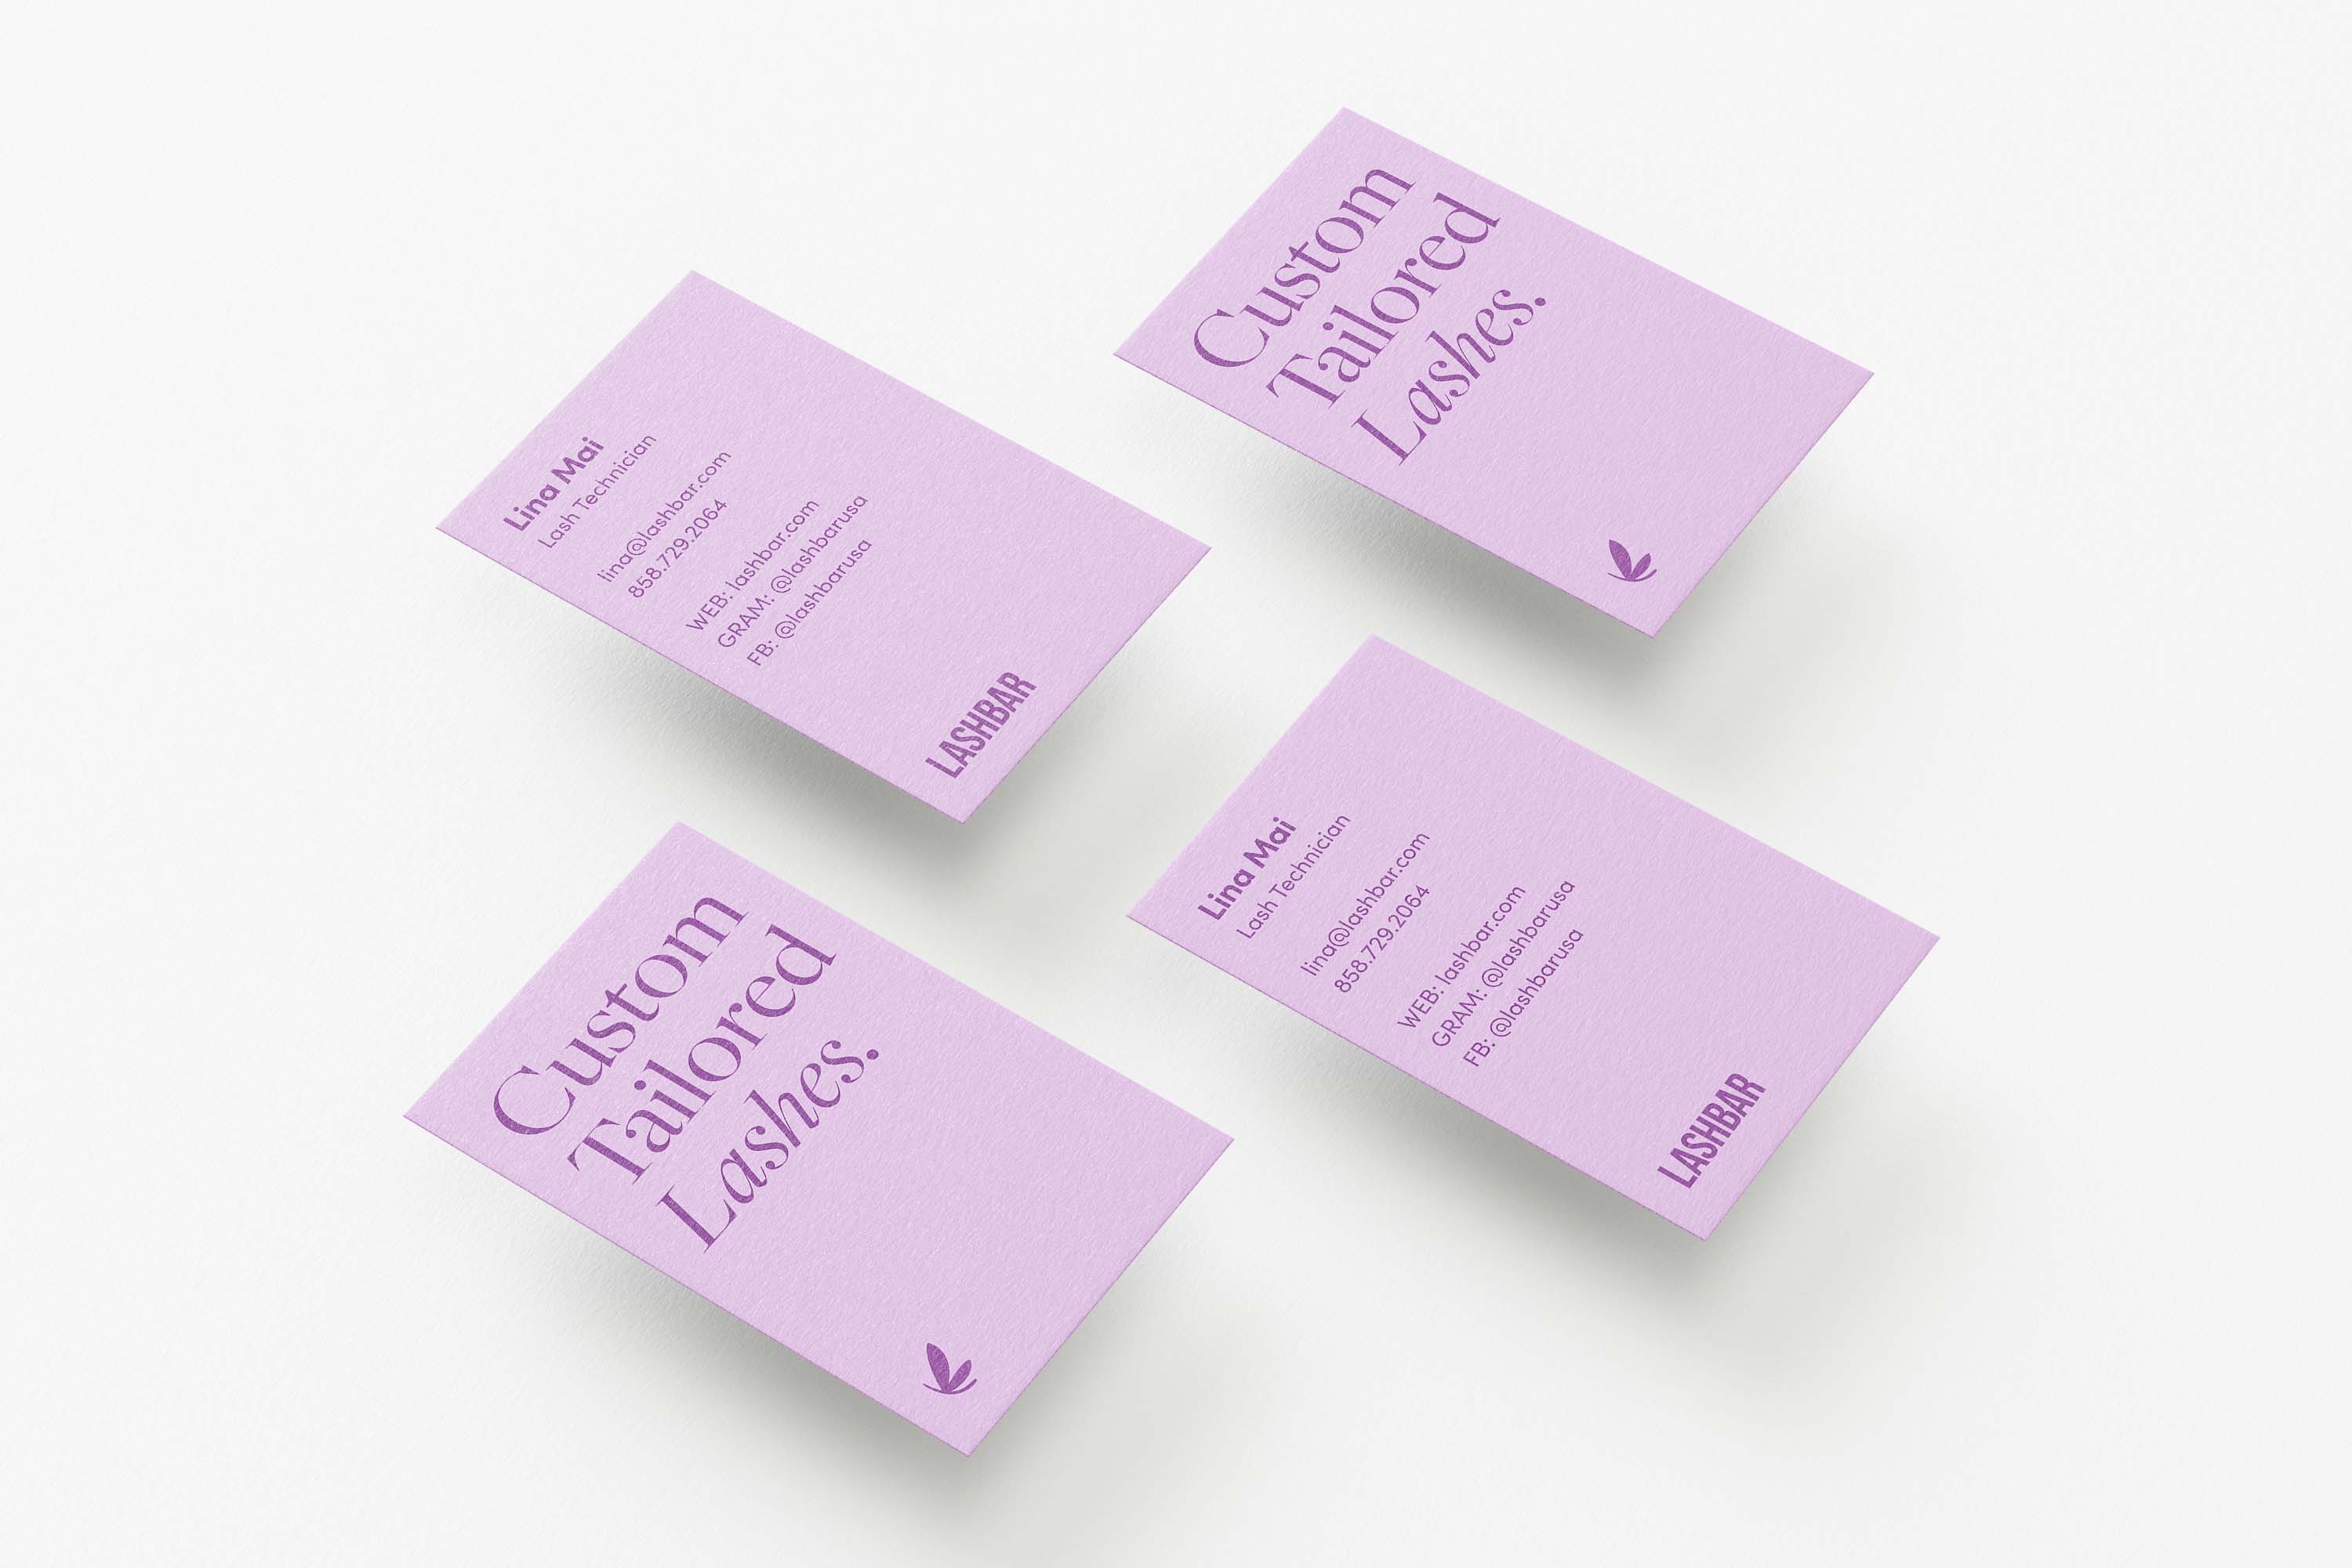 Custom
Tailored
Lashes.
Lina Mai
Lash Technician
lina@lashbar.com
858.729.2064
WEB: lashbar.com
GRAM: @lashbarusa
FB: @lashbarusa
LASHBAR
Custom
Tailored
Lashes.
Lina Mai
Lash Technician
lina@lashbar.com
858.729.2064
WEB: lashbar.com
GRAM: @lashbarusa
FB: @lashbarusa
LASHBAR